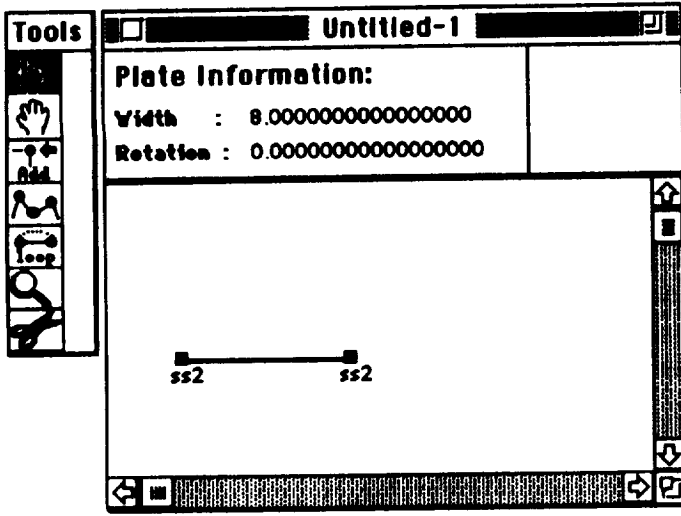 Tools
Untitled-1
Plate Information:
Width : 8.0000000000000000
Rotation : 0.00000000000000000
Add
loop
ss2 ss2